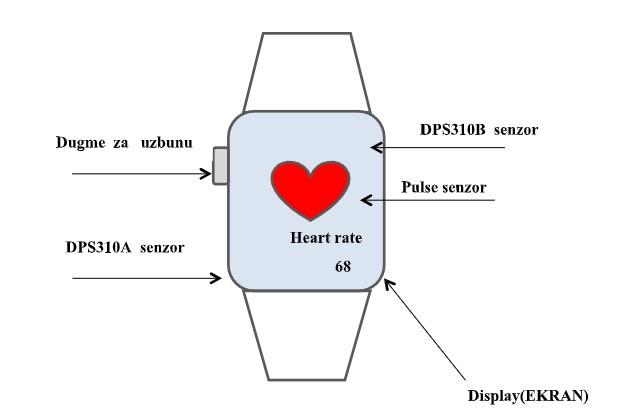 DPS310B senzor
Dugme za uzbunu
Pulse senzor
Heart rate
DPS310A senzor
68
Display(EKRAN)